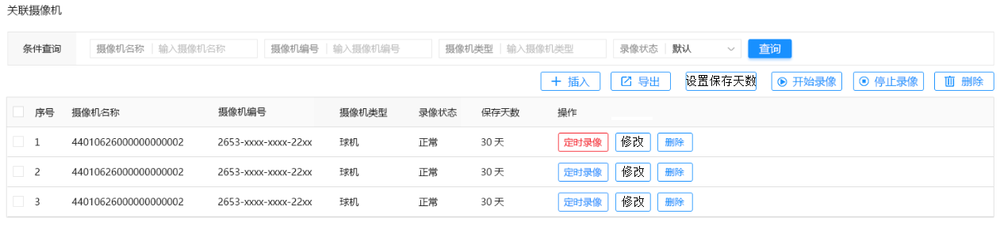 关联摄像机
条件查询 摄像机名称 输入摄像机名称 摄像机编号 输入摄像机编号 摄像机类型 输入摄像机类型 录像状态 默认 查询
插入 导出 设置保存天数 开始录像 停止录像 删除
序号 摄像机名称 摄像机编号 摄像机类型 录像状态 保存天数 操作
1 44010626000000000002 2653-xxxx-xxxx-22xx 球机 正常 30 天 定时录像 修改 删除
2 44010626000000000002 2653-xxxx-xxxx-22xx 球机 正常 30 天 定时录像 修改 删除
3 44010626000000000002 2653-xxxx-xxxx-22xx 球机 正常 30 天 定时录像 修改 删除